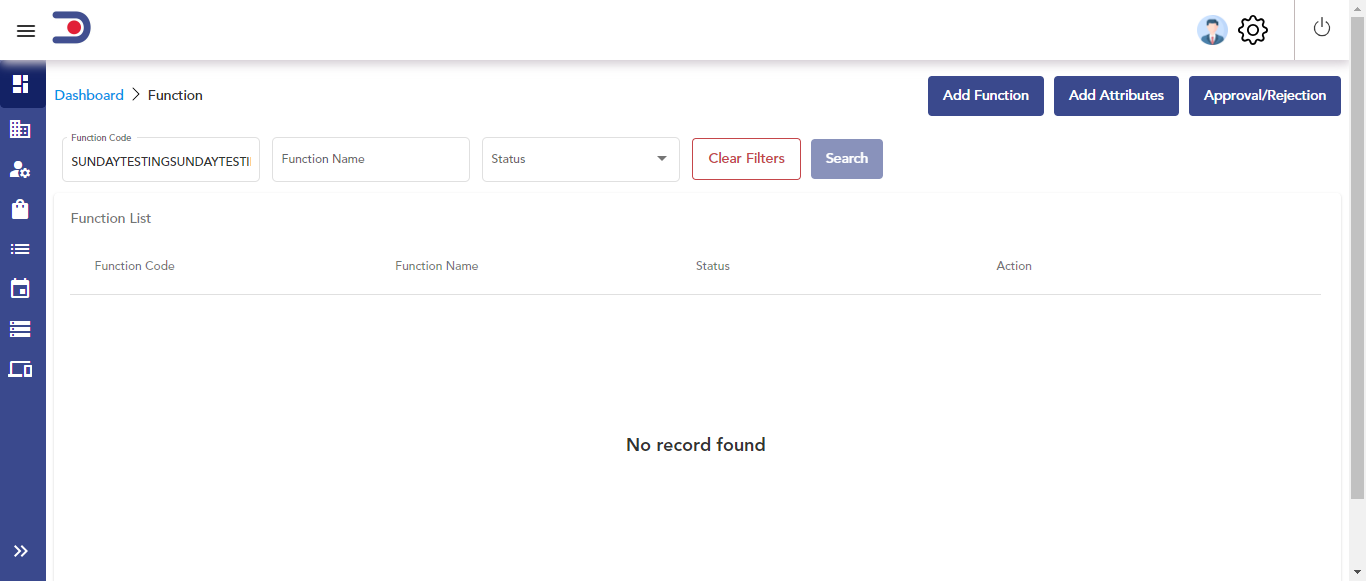 Dashboard > Function
Add Function
Add Attributes
Approval/Rejection
Function Code
SUNDAYTESTINGSUNDAYTESTI
Function Name
Status
Clear Filters
Search
Function List
Function Code Function Name Status Action
No record found